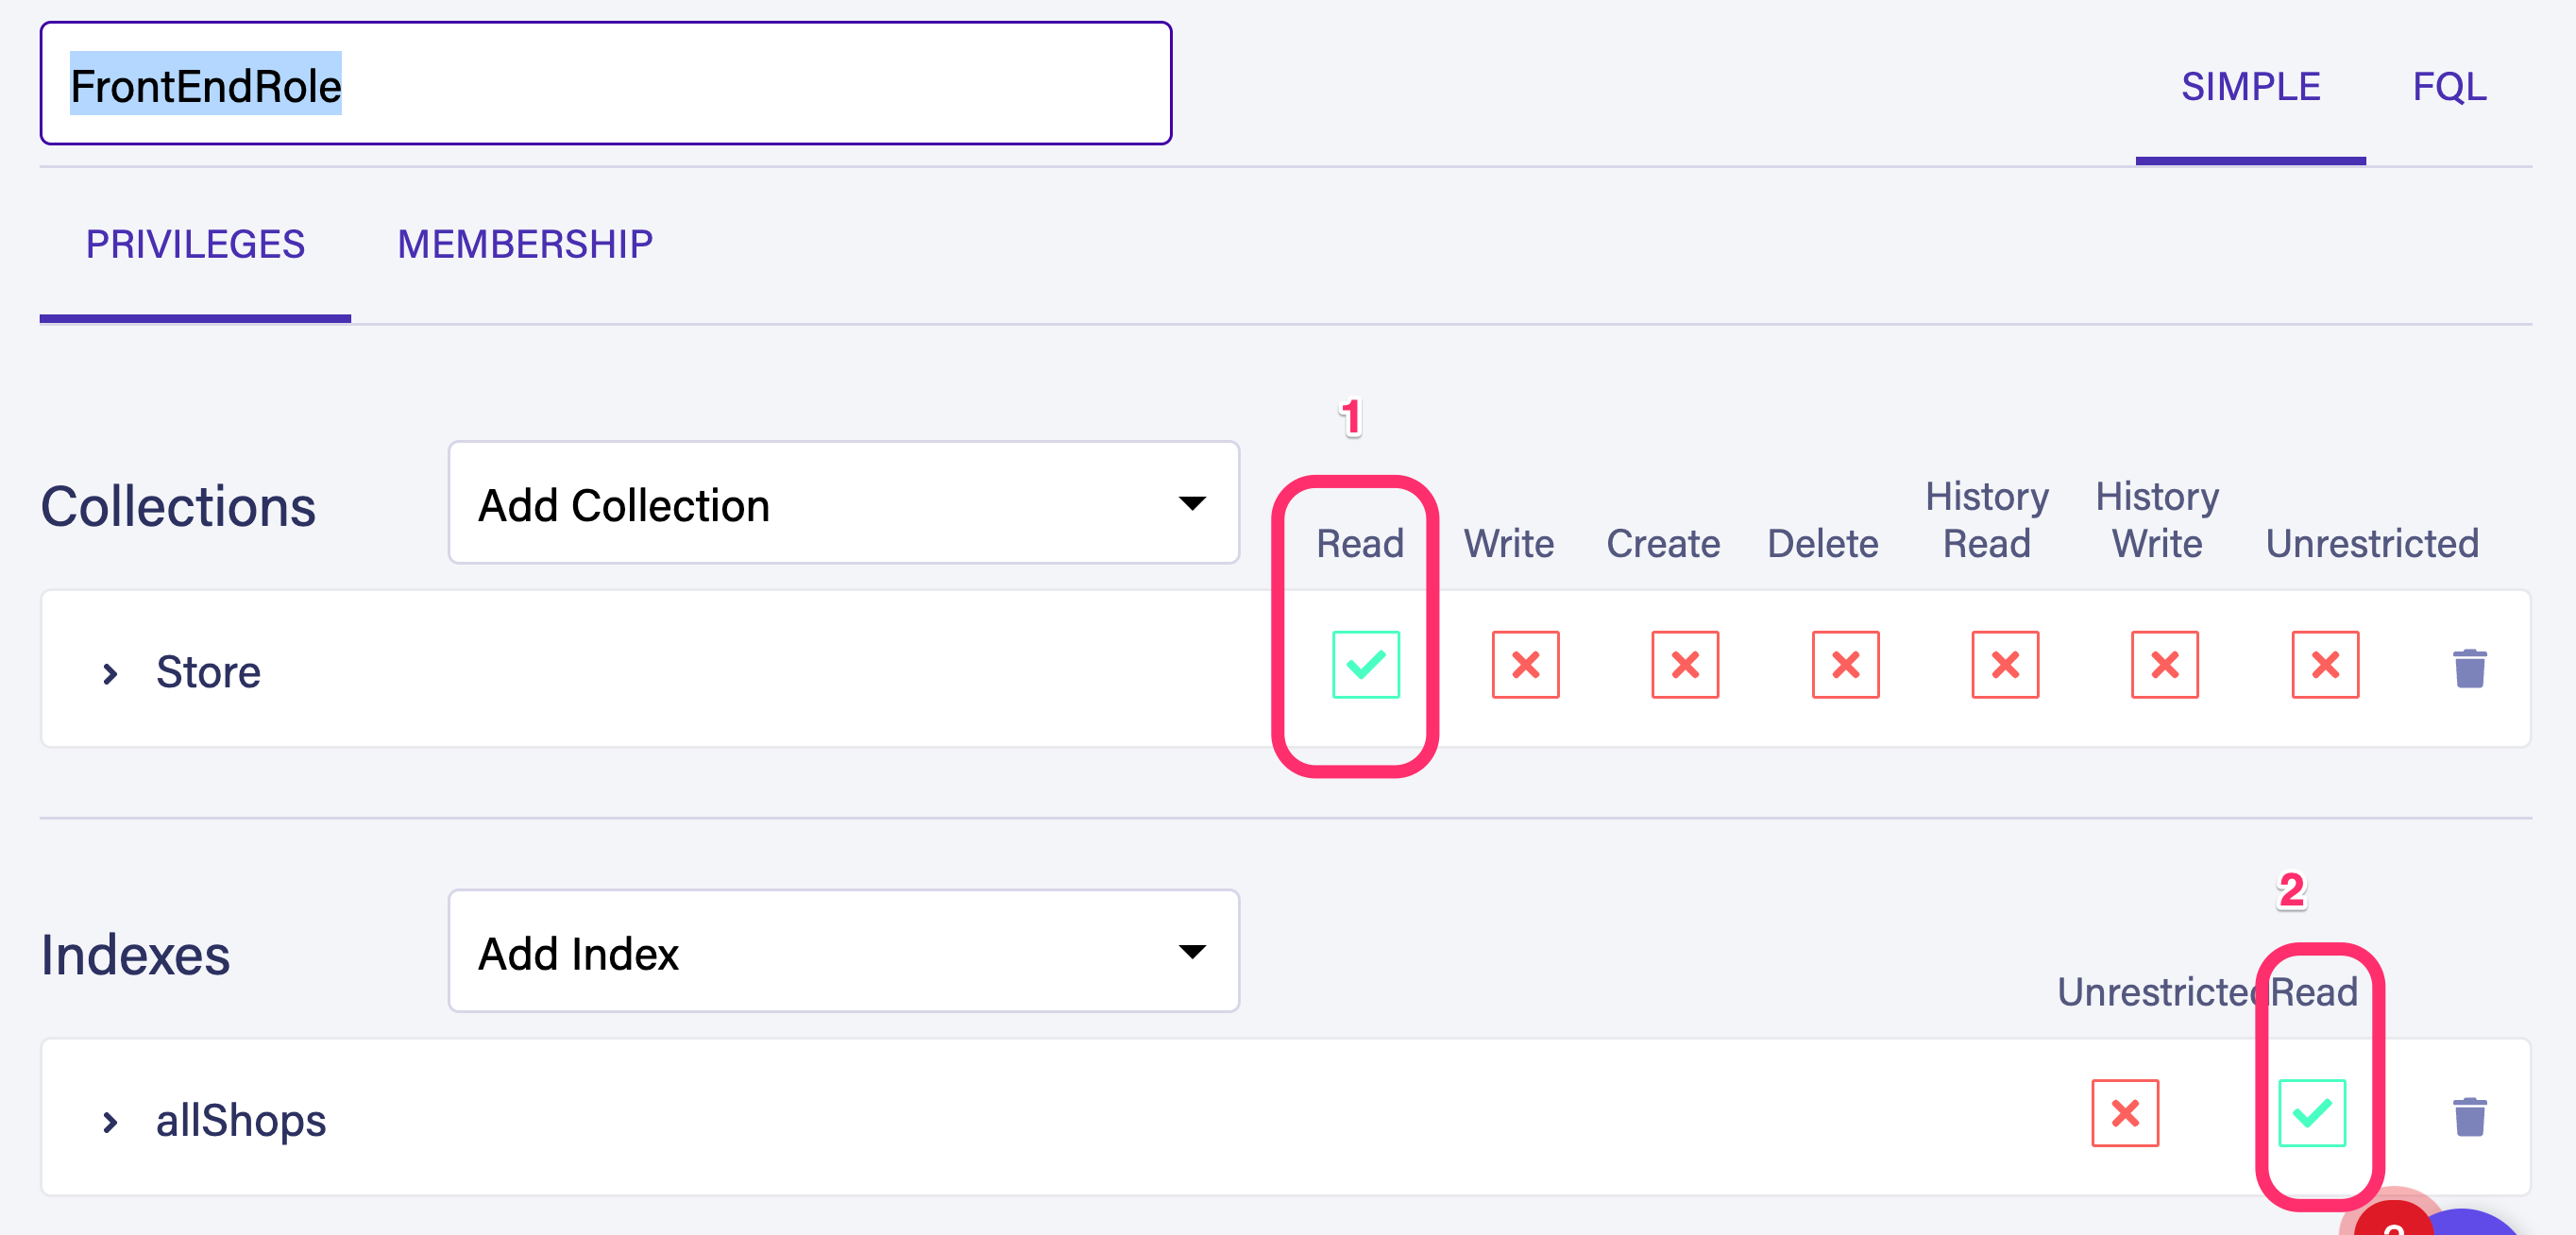 FrontEndRole
SIMPLE FQL
PRIVILEGES MEMBERSHIP
1
Collections Add Collection Read Write Create Delete History Read History Write Unrestricted
Store
2
Indexes Add Index Unrestricted Read
allShops